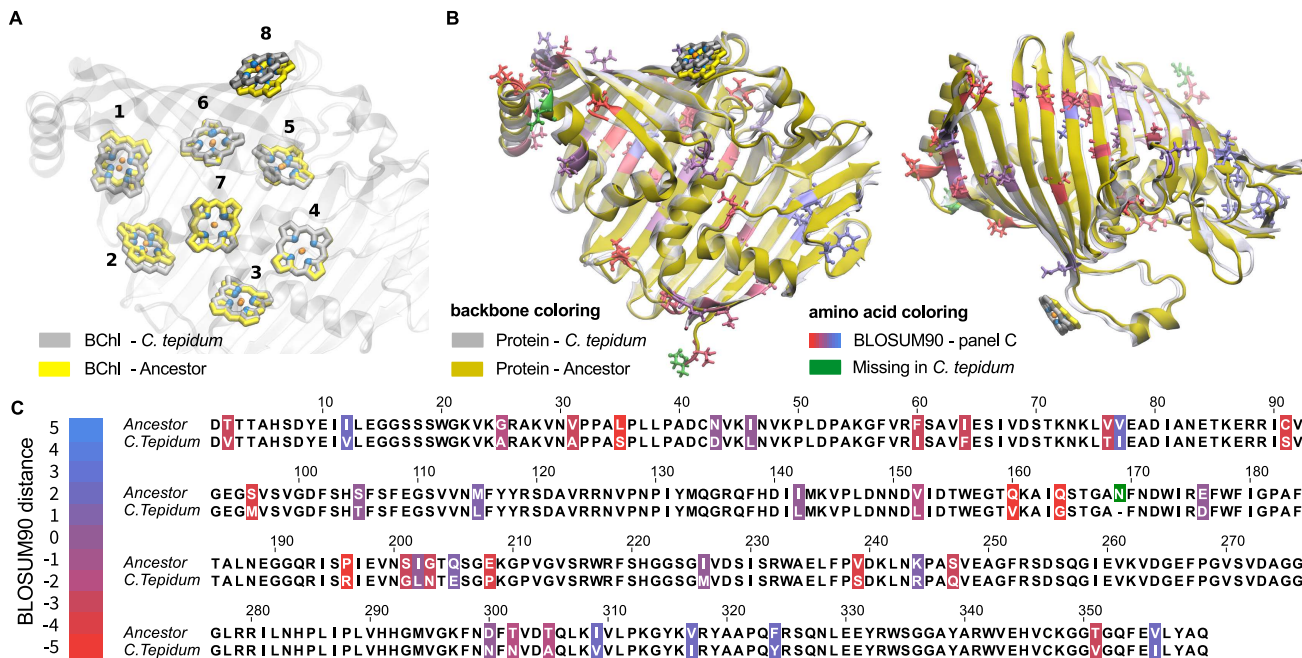 A
B
8
1
6
5
7
4
2
3
BChl - C. tepidum
BChl - Ancestor
backbone coloring
Protein - C. tepidum
Protein - Ancestor
amino acid coloring
BLOSUM90 - panel C
Missing in C. tepidum
C
BLOSUM90 distance
5
4
3
2
1
0
-1
-2
-3
-4
-5
10 20 30 40 50 60 70 80 90
Ancestor DTTTAHSDYEIILEGGSSSWGKVKGRAKVNVPPALPLLPADCNVKINVKPLDPAKGFVRFSAVIESIVDSTKNKLVVEADIANETKERRICV
C.Tepidum DVTTAHSDYEIVLEGGSSSWGKVKARAKVNAPPASPLLPADCDVKLNVKPLDPAKGFVRISAVFESIVDSTKNKLTIEADIANETKERRISV
100 110 120 130 140 150 160 170 180
Ancestor GEGSVSVGDFSHSFSFEGSVVNMFYYRSDAVRRNVPNPIYMQGRQFHDIIMKVPLDNNDVIDTWEGTQKAIQSTGANFNDWIREFWFIGPAF
C.Tepidum GEGMVSVGDFSHTFSFEGSVVNLFYYRSDAVRRNVPNPIYMQGRQFHDILMKVPLDNNDLIDTWEGTVKAIGSTGA-FNDWIRDFWFIGPAF
190 200 210 220 230 240 250 260 270
Ancestor TALNEGGQRISPIEVNSIGTQSGEKGPVGVSRWRFSHGGSGIVDSISRWAELFPVDKLNKPAQVEAGFRSDSQGIEVKVDGEFPGVSVDAGG
C.Tepidum TALNEGGQRISRIEVNGLNTESGPKGPVGVSRWRFSHGGSGMVDSISRWAELFPSDKLNRPASVEAGFRSDSQGIEVKVDGEFPGVSVDAGG
280 290 300 310 320 330 340 350
Ancestor GLRRILNHPLIPLVHHGMVGKFNDFTVDTQLKIVLPKGYKVRYAAPQFRSQNLEEYRWSGGAYARWVEHVCKGGTGQFEVLYAQ
C.Tepidum GLRRILNHPLIPLVHHGMVGKFNNFNVDAQLKVVLPKGYKIRYAAPQYRSQNLEEYRWSGGAYARWVEHVCKGGVGQFEILYAQ